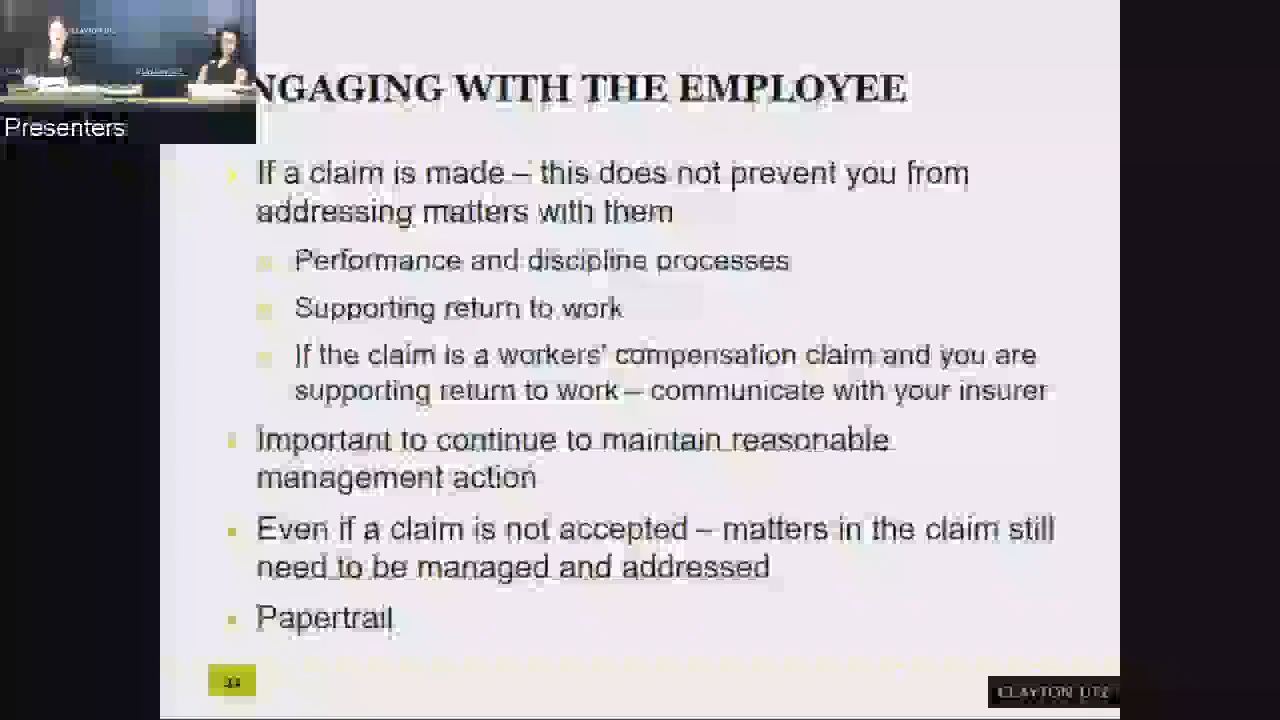 CLAYTON UTZ
Presenters
NGAGING WITH THE EMPLOYEE
If a claim is made – this does not prevent you from
addressing matters with them
Performance and discipline processes
Supporting return to work
If the claim is a workers' compensation claim and you are
supporting return to work – communicate with your insurer
Important to continue to maintain reasonable
management action
Even if a claim is not accepted – matters in the claim still
need to be managed and addressed
Papertrail
CLAYTON UTZ